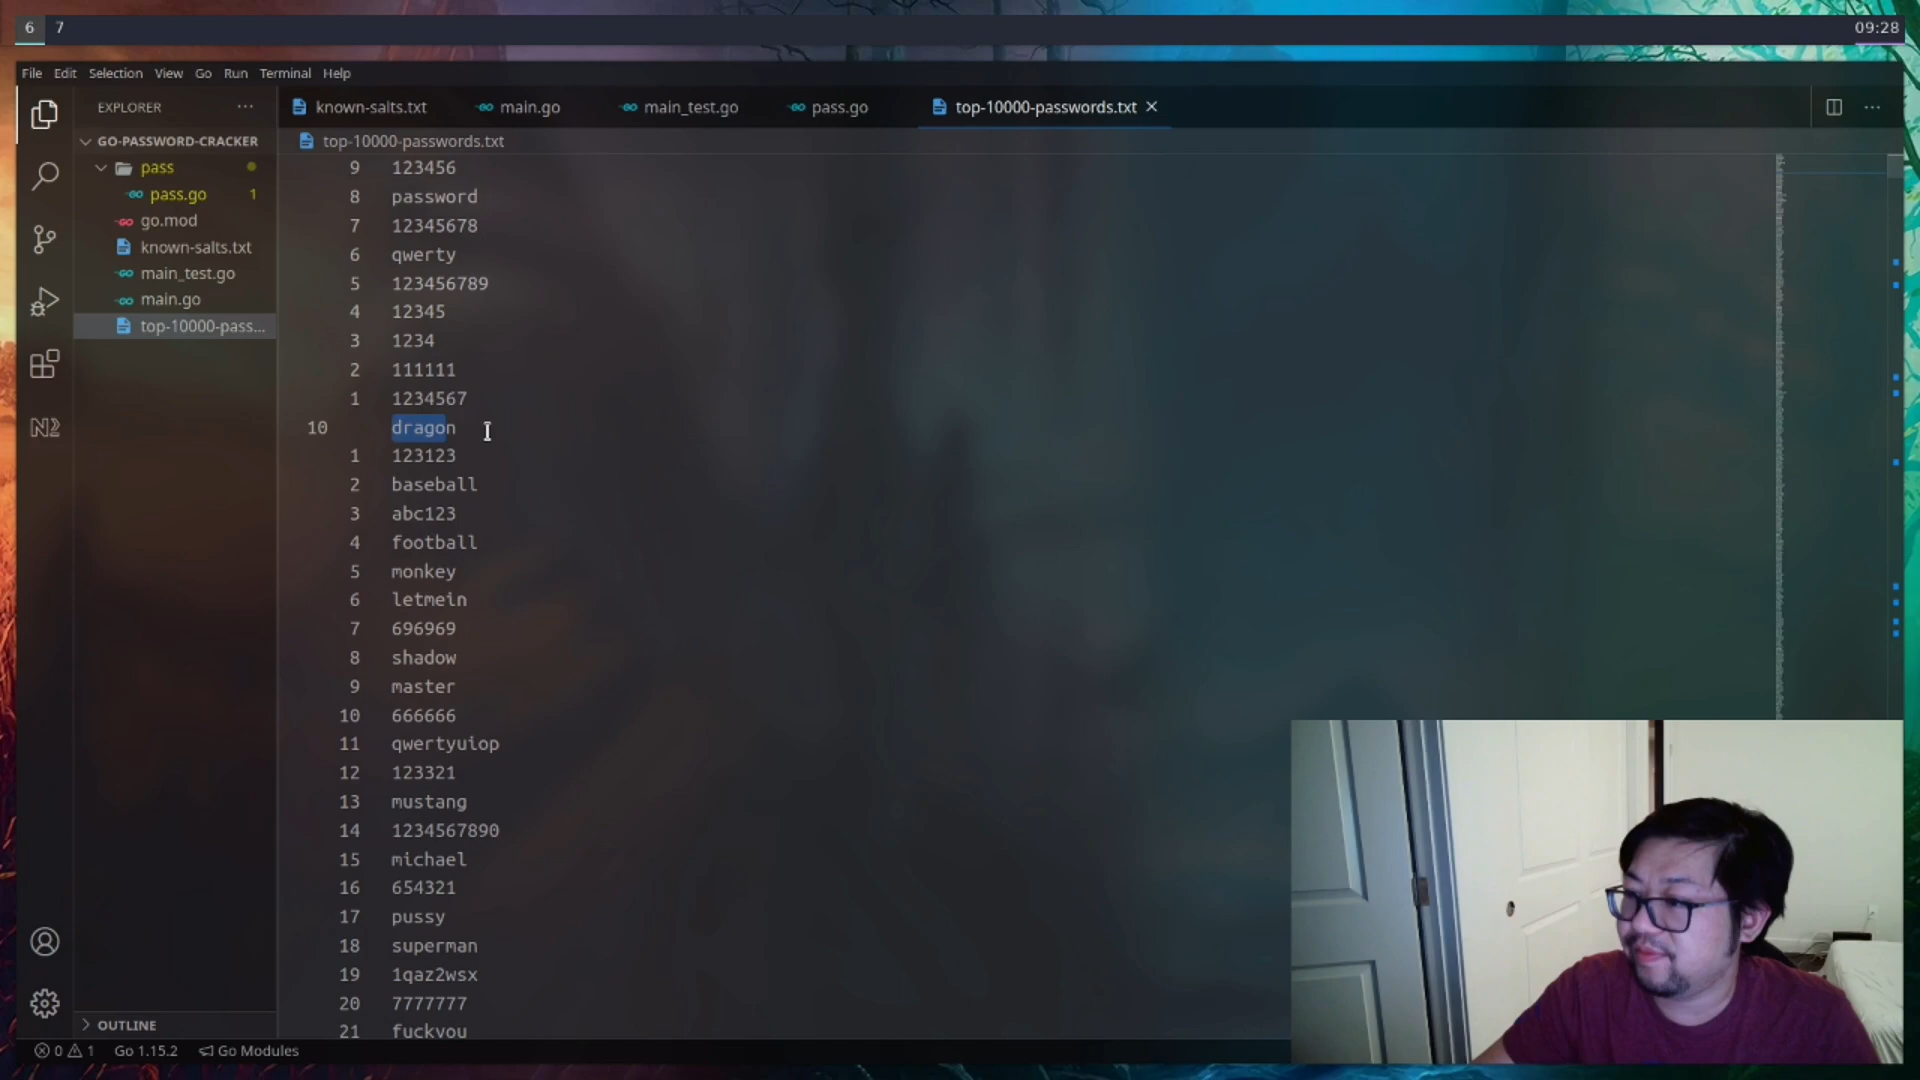 6 7 09:28
File Edit Selection View Go Run Terminal Help
EXPLORER ··· known-salts.txt main.go main_test.go pass.go top-10000-passwords.txt ···
GO-PASSWORD-CRACKER top-10000-passwords.txt
pass
pass.go 1
go.mod
known-salts.txt
main_test.go
main.go
top-10000-pass...
9 123456
8 password
7 12345678
6 qwerty
5 123456789
4 12345
3 1234
2 111111
1 1234567
10 dragon
1 123123
2 baseball
3 abc123
4 football
5 monkey
6 letmein
7 696969
8 shadow
9 master
10 666666
11 qwertyuiop
12 123321
13 mustang
14 1234567890
15 michael
16 654321
17 pussy
18 superman
19 1qaz2wsx
20 7777777
21 fuckyou
OUTLINE
0 1 Go 1.15.2 Go Modules